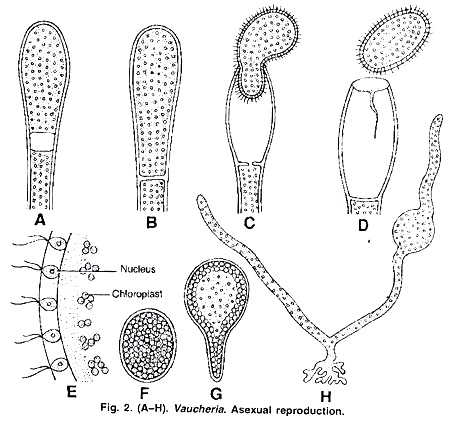 A
B
C
D
Nucleus
Chloroplast
E
F
G
H
Fig. 2. (A–H). Vaucheria. Asexual reproduction.